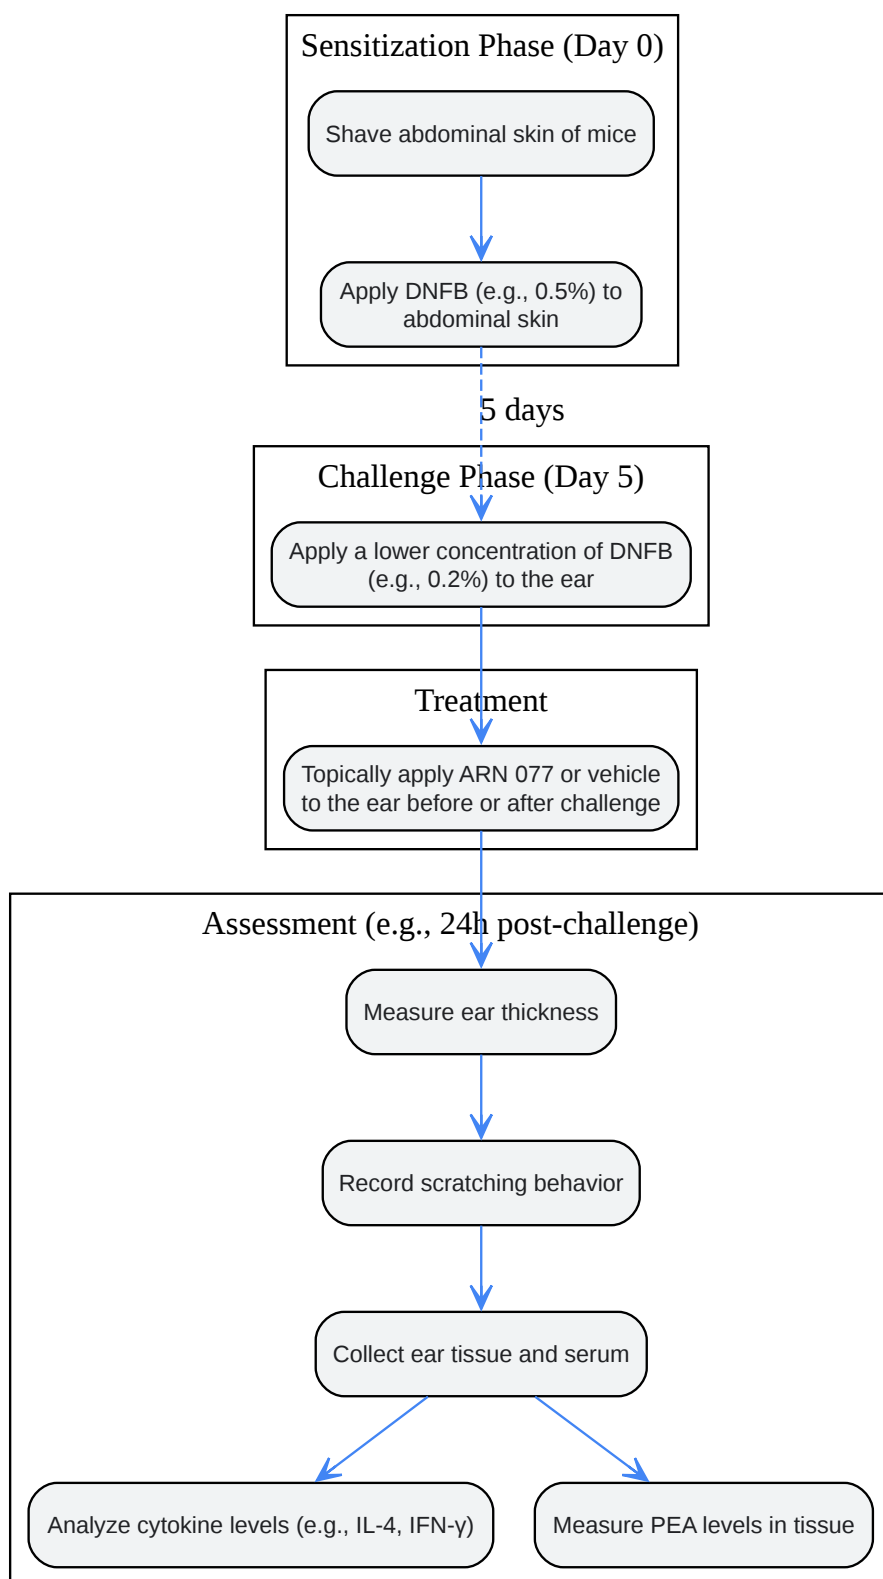 Sensitization Phase (Day 0)
Shave abdominal skin of mice
Apply DNFB (e.g., 0.5%) to
abdominal skin
5 days
Challenge Phase (Day 5)
Apply a lower concentration of DNFB
(e.g., 0.2%) to the ear
Treatment
Topically apply ARN 077 or vehicle
to the ear before or after challenge
Assessment (e.g., 24h post-challenge)
Measure ear thickness
Record scratching behavior
Collect ear tissue and serum
Analyze cytokine levels (e.g., IL-4, IFN-γ)
Measure PEA levels in tissue